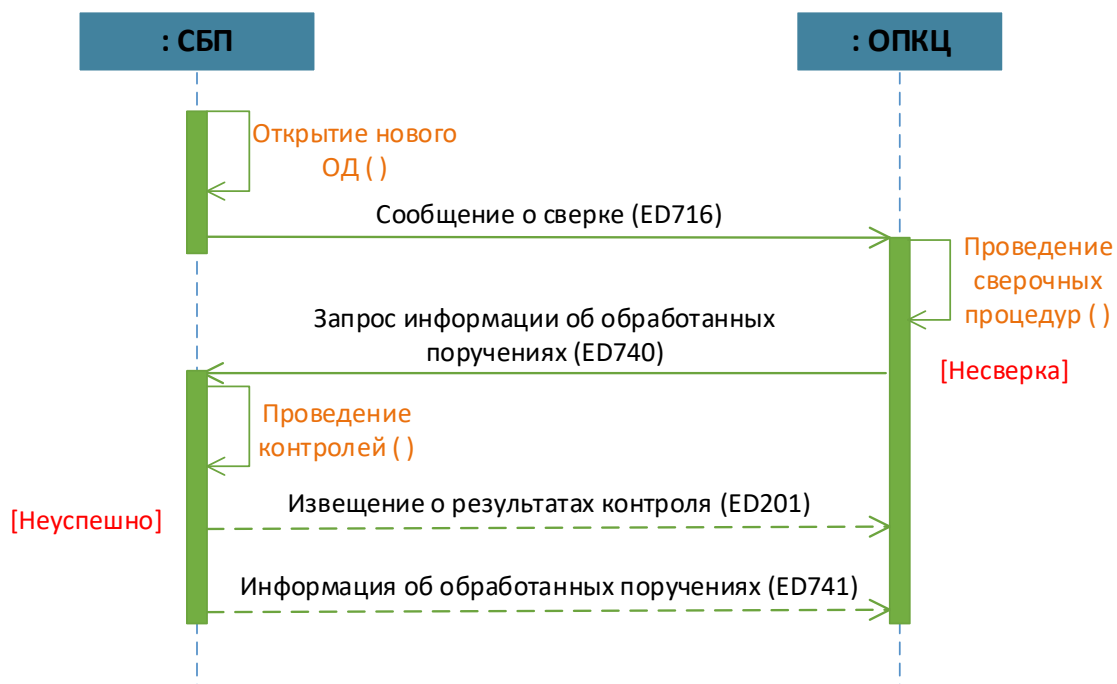 : СБП
: ОПКЦ
Открытие нового
ОД ( )
Сообщение о сверке (ED716)
Проведение
сверочных
процедур ( )
Запрос информации об обработанных
поручениях (ED740)
[Несверка]
Проведение
контролей ( )
Извещение о результатах контроля (ED201)
[Неуспешно]
Информация об обработанных поручениях (ED741)